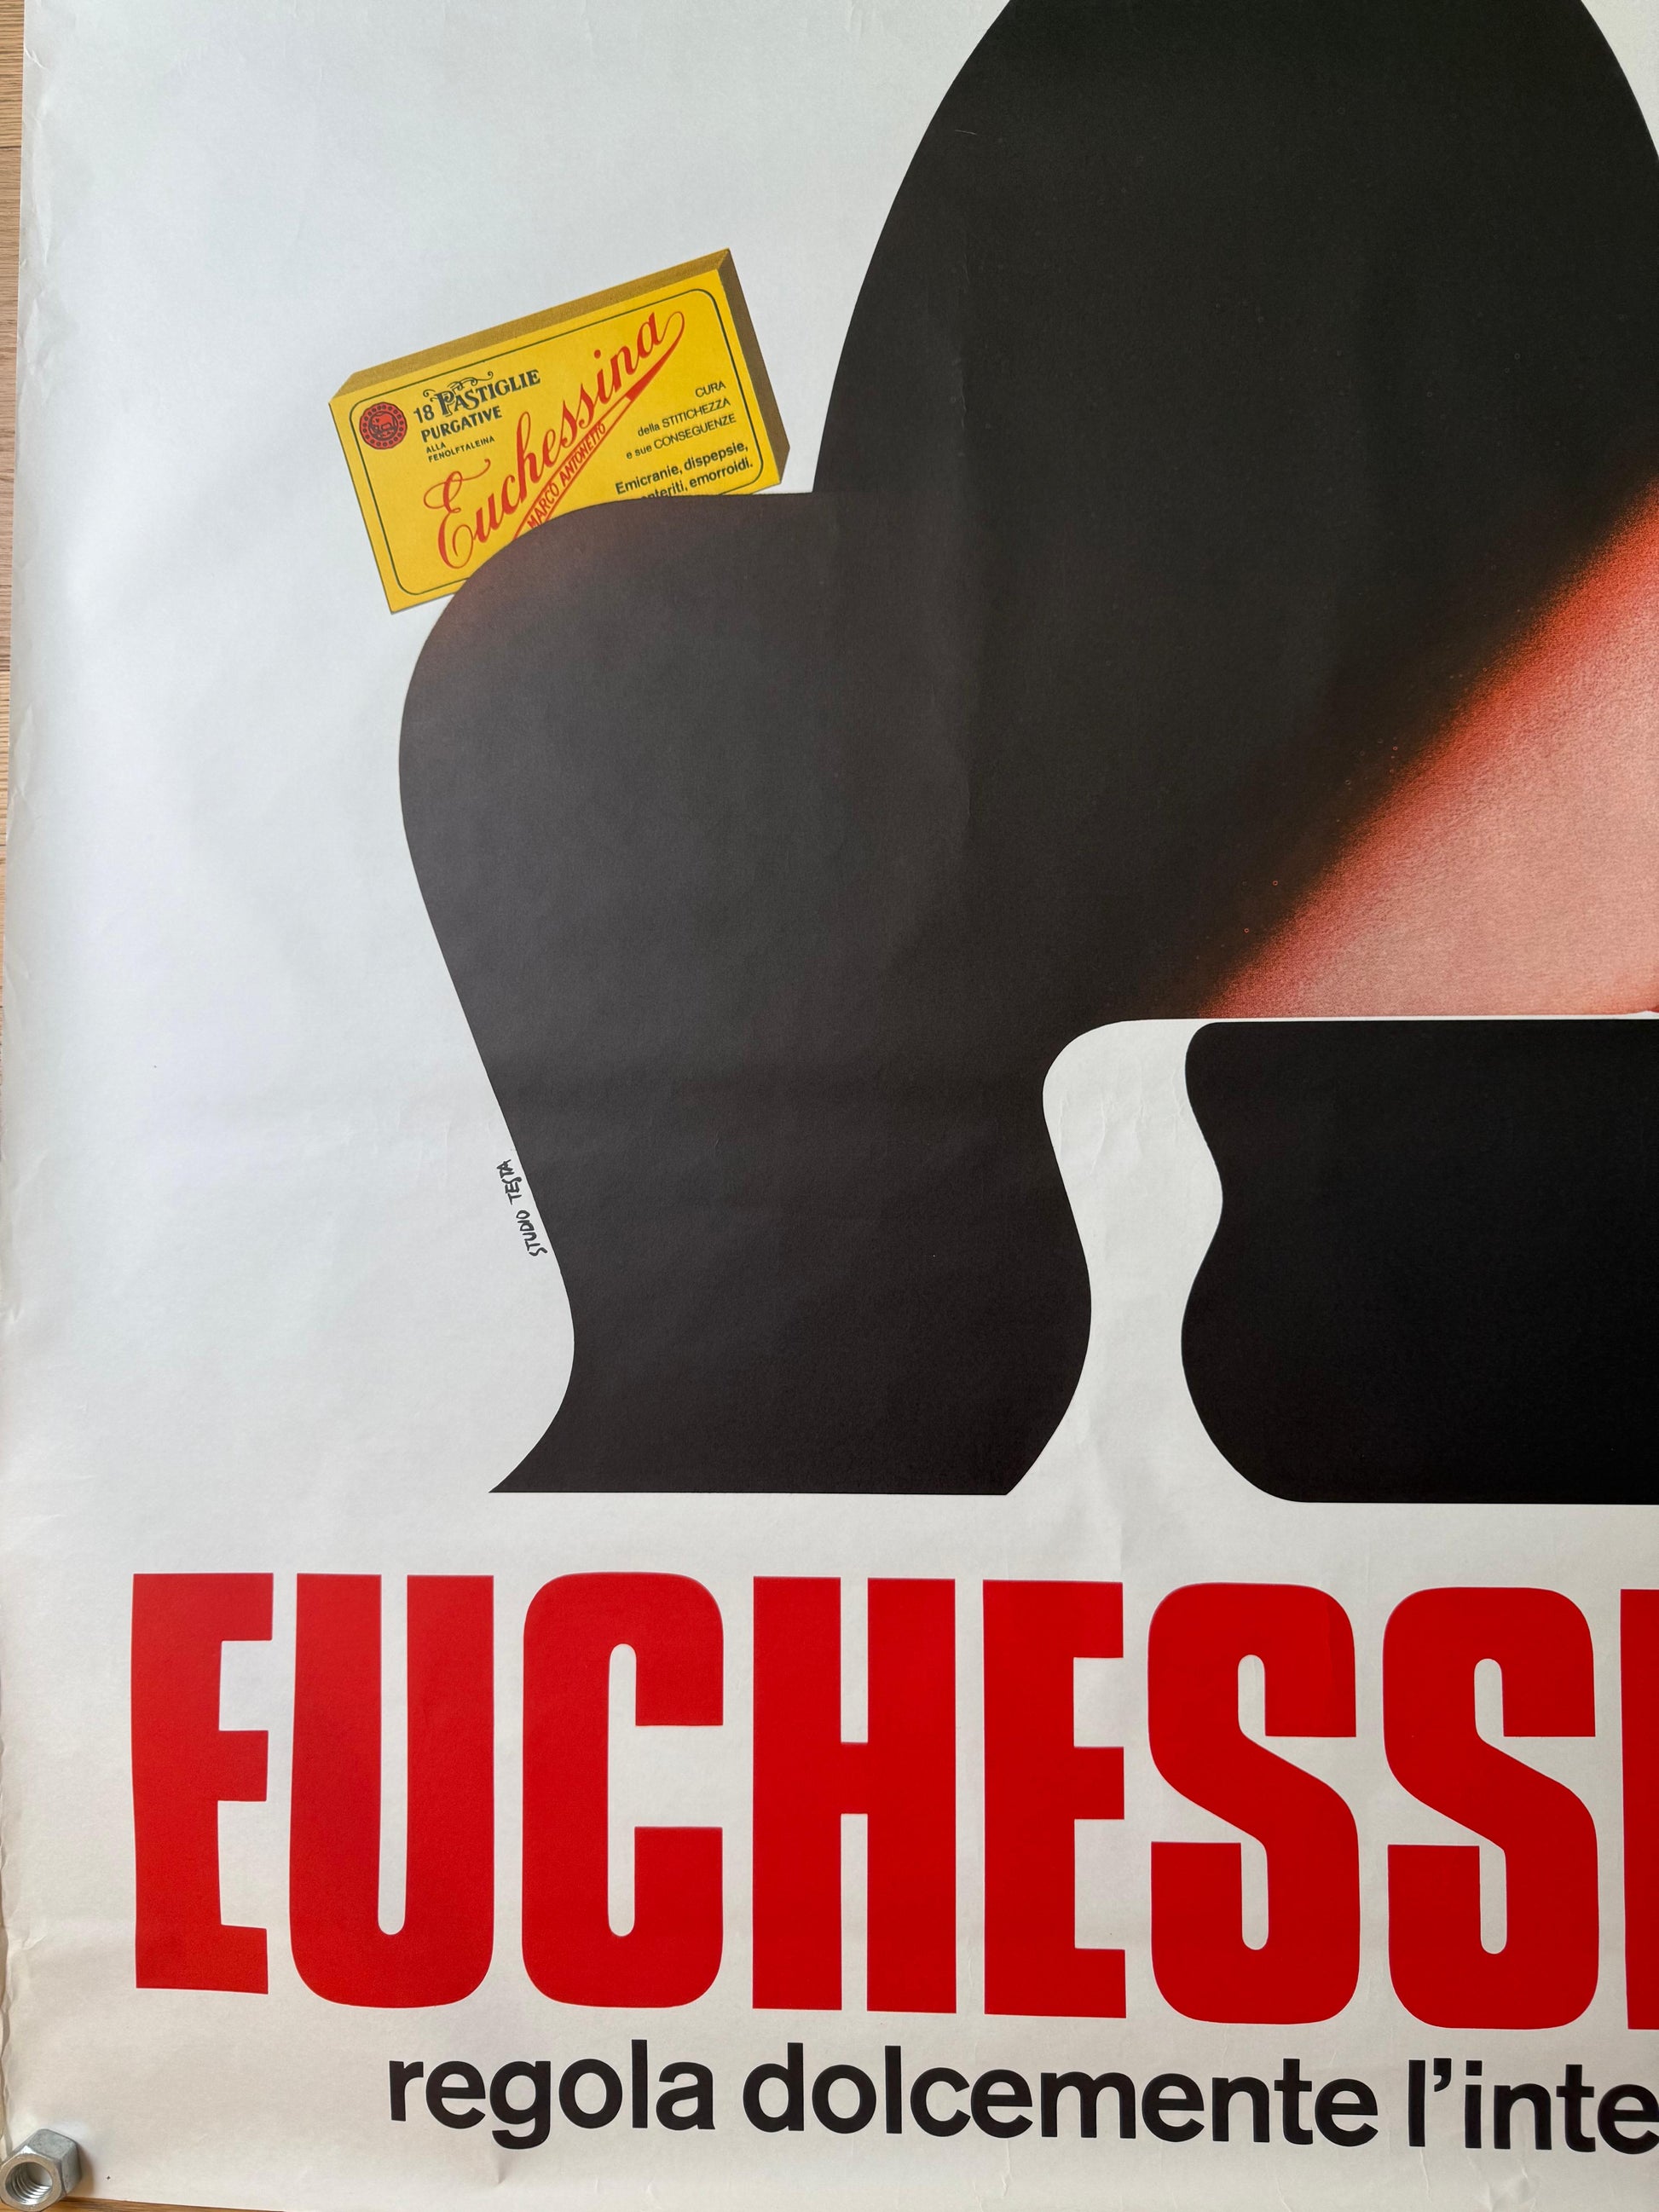 18 PASTIGLIE
PURGATIVE
ALLA
FENOLFTALEINA
Euchessina
MARCO ANTONETTO
CURA
della STITICHEZZA
e sue CONSEGUENZE
Emicranie, dispepsie,
emorroidi.
STUDIO TESTA
EUCHESSI
regola dolcemente l'inte